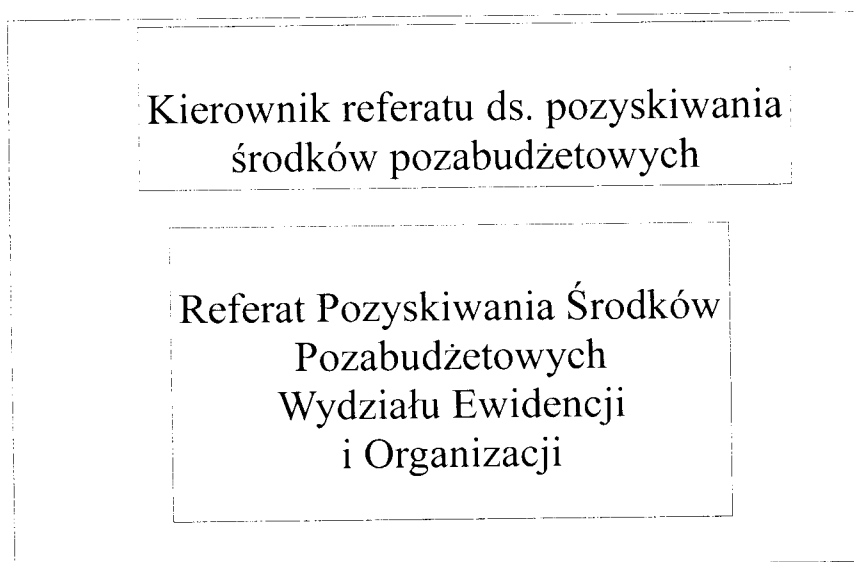 Kierownik referatu ds. pozyskiwania
środków pozabudżetowych
Referat Pozyskiwania Środków
Pozabudżetowych
Wydziału Ewidencji
i Organizacji